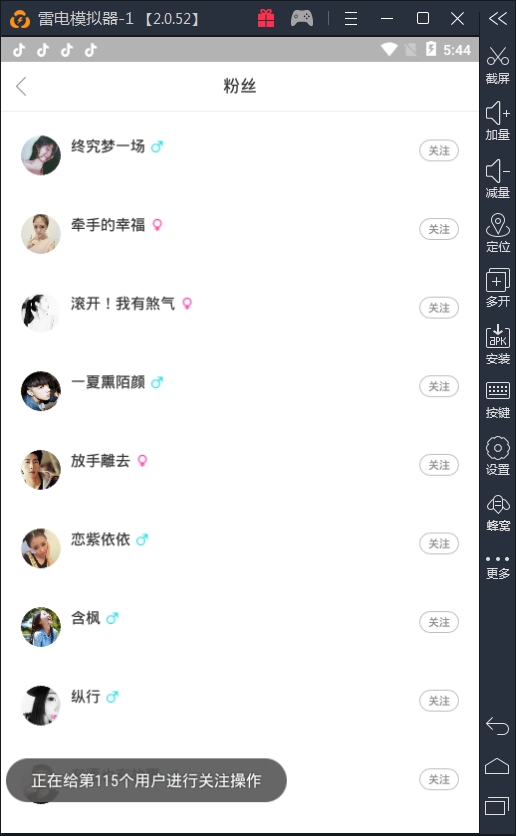 雷电模拟器-1 【2.0.52】
5:44
粉丝
终究梦一场
关注
牵手的幸福
关注
滚开！我有煞气
关注
一夏熏陌颜
关注
放手離去
关注
恋紫依依
关注
含枫
关注
纵行
关注
正在给第115个用户进行关注操作
关注
截屏
加量
减量
定位
多开
APK
安装
按键
设置
蜂窝
更多